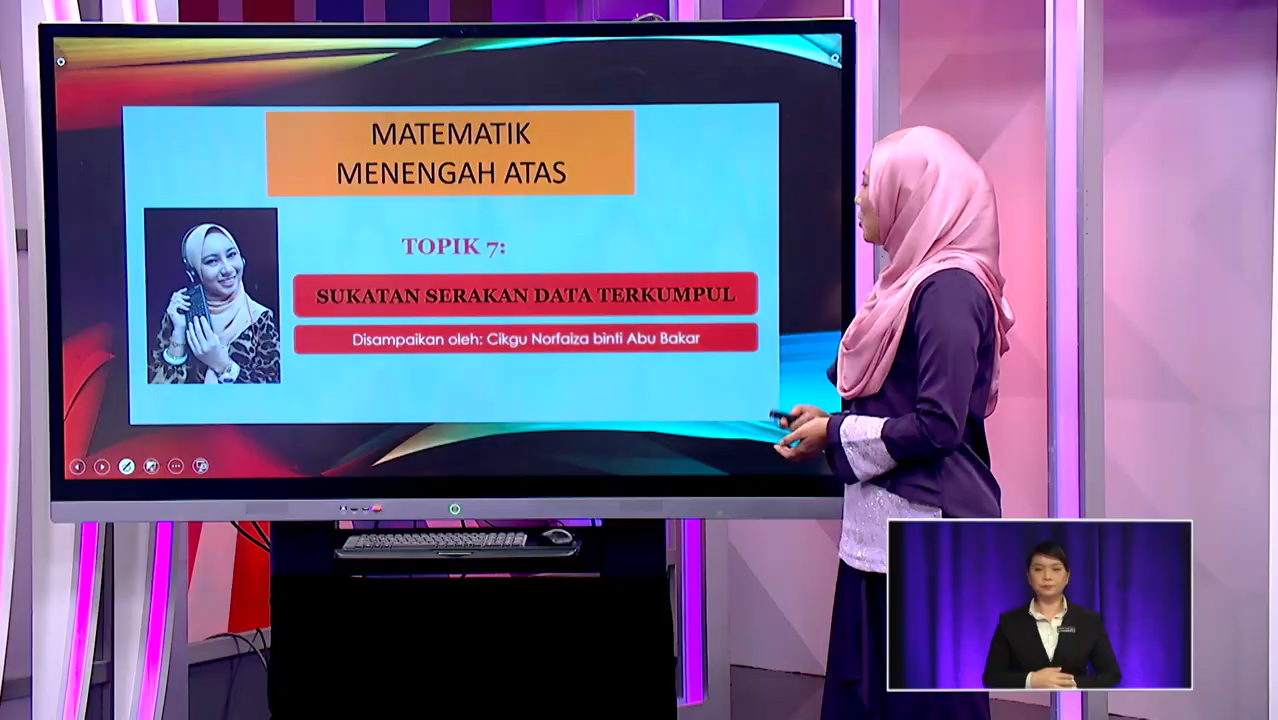 MATEMATIK
MENENGAH ATAS
TOPIK 7:
SUKATAN SERAKAN DATA TERKUMPUL
Disampaikan oleh: Cikgu Norfaiza binti Abu Bakar